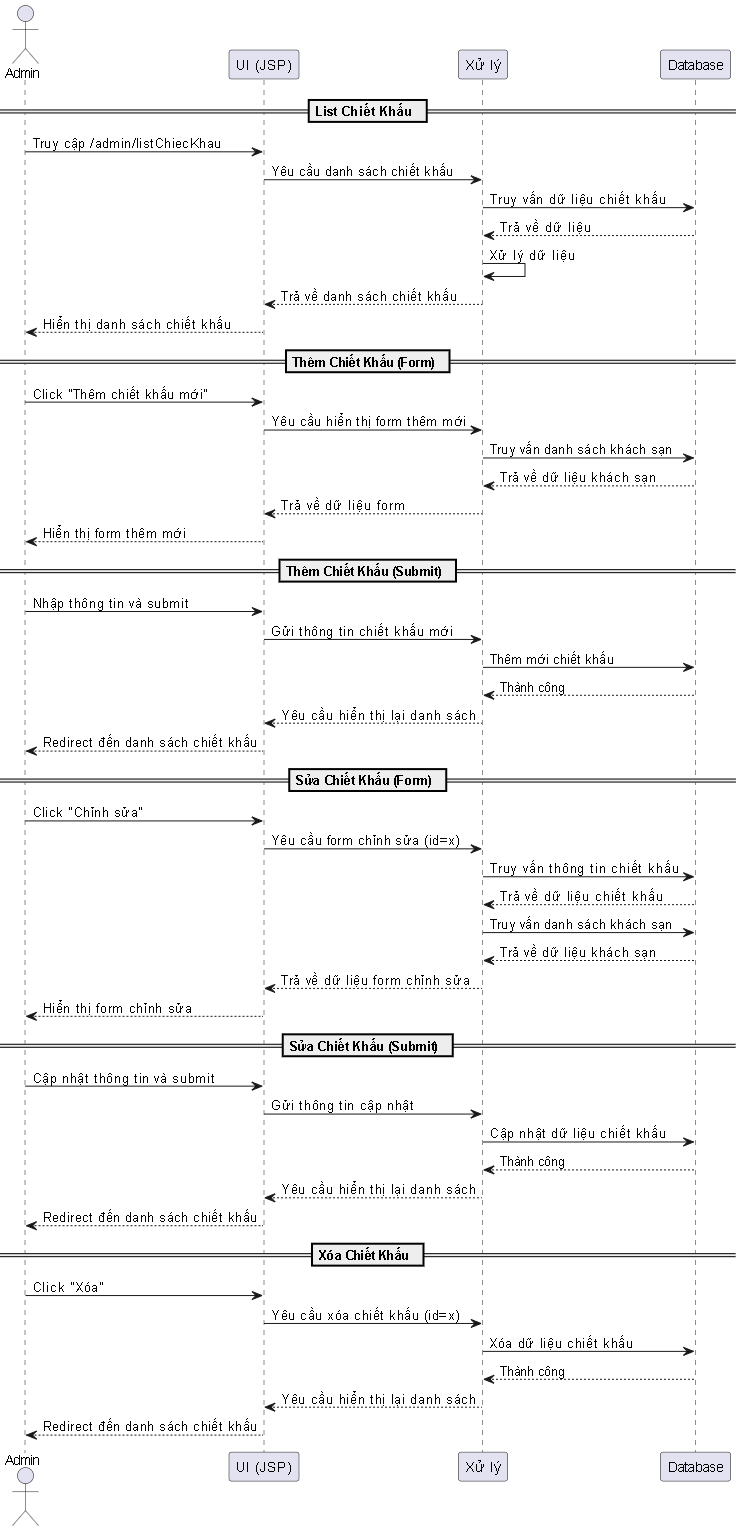 Admin
UI (JSP)
Xử lý
Database
List Chiết Khấu
Truy cập /admin/listChiecKhau
Yêu cầu danh sách chiết khấu
Truy vấn dữ liệu chiết khấu
Trả về dữ liệu
Xử lý dữ liệu
Trả về danh sách chiết khấu
Hiển thị danh sách chiết khấu
Thêm Chiết Khấu (Form)
Click "Thêm chiết khấu mới"
Yêu cầu hiển thị form thêm mới
Truy vấn danh sách khách sạn
Trả về dữ liệu khách sạn
Trả về dữ liệu form
Hiển thị form thêm mới
Thêm Chiết Khấu (Submit)
Nhập thông tin và submit
Gửi thông tin chiết khấu mới
Thêm mới chiết khấu
Thành công
Yêu cầu hiển thị lại danh sách
Redirect đến danh sách chiết khấu
Sửa Chiết Khấu (Form)
Click "Chỉnh sửa"
Yêu cầu form chỉnh sửa (id=x)
Truy vấn thông tin chiết khấu
Trả về dữ liệu chiết khấu
Truy vấn danh sách khách sạn
Trả về dữ liệu khách sạn
Trả về dữ liệu form chỉnh sửa
Hiển thị form chỉnh sửa
Sửa Chiết Khấu (Submit)
Cập nhật thông tin và submit
Gửi thông tin cập nhật
Cập nhật dữ liệu chiết khấu
Thành công
Yêu cầu hiển thị lại danh sách
Redirect đến danh sách chiết khấu
Xóa Chiết Khấu
Click "Xóa"
Yêu cầu xóa chiết khấu (id=x)
Xóa dữ liệu chiết khấu
Thành công
Yêu cầu hiển thị lại danh sách
Redirect đến danh sách chiết khấu
Admin
UI (JSP)
Xử lý
Database